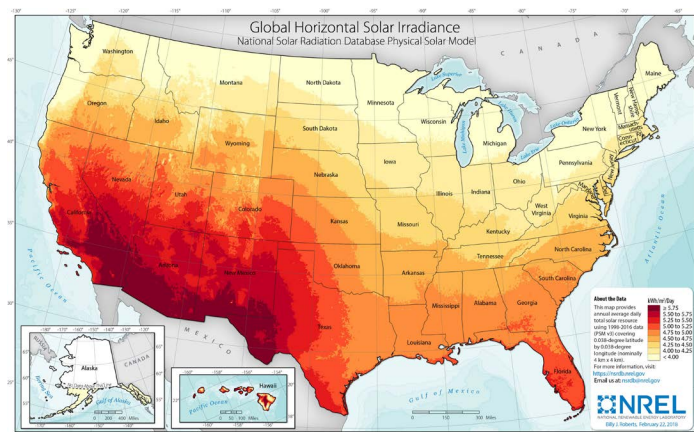 Global Horizontal Solar Irradiance
National Solar Radiation Database Physical Solar Model
CANADA
Washington
Montana
North Dakota
Minnesota
Lake Superior
Maine
Oregon
Idaho
Wyoming
South Dakota
Wisconsin
Michigan
New York
Vermont
Iowa
Nebraska
Pennsylvania
Nevada
Utah
Colorado
Illinois
Indiana
Ohio
West
Virginia
Virginia
California
Kansas
Missouri
Kentucky
North Carolina
Tennessee
Arizona
New Mexico
Oklahoma
Arkansas
South Carolina
Mississippi
Alabama
Georgia
Texas
Louisiana
Florida
Pacific Ocean
Atlantic Ocean
MEXICO
Gulf of Mexico
Alaska
CANADA
Gulf of Alaska
Hawaii
Pacific Ocean
About the Data
This map provides
annual average daily
total solar resource
using 1998-2016 data
(PSM v3) covering
0.038-degree latitude
by 0.038-degree
longitude (nominally
4 km x 4 km).
For more information, visit:
https://nsrdb.nrel.gov
Email us at: nsrdb@nrel.gov
kWh/m²/Day
≥ 5.75
5.50 to 5.75
5.25 to 5.50
5.00 to 5.25
4.75 to 5.00
4.50 to 4.75
4.25 to 4.50
4.00 to 4.25
< 4.00
NREL
NATIONAL RENEWABLE ENERGY LABORATORY
Billy J. Roberts, February 22, 2018